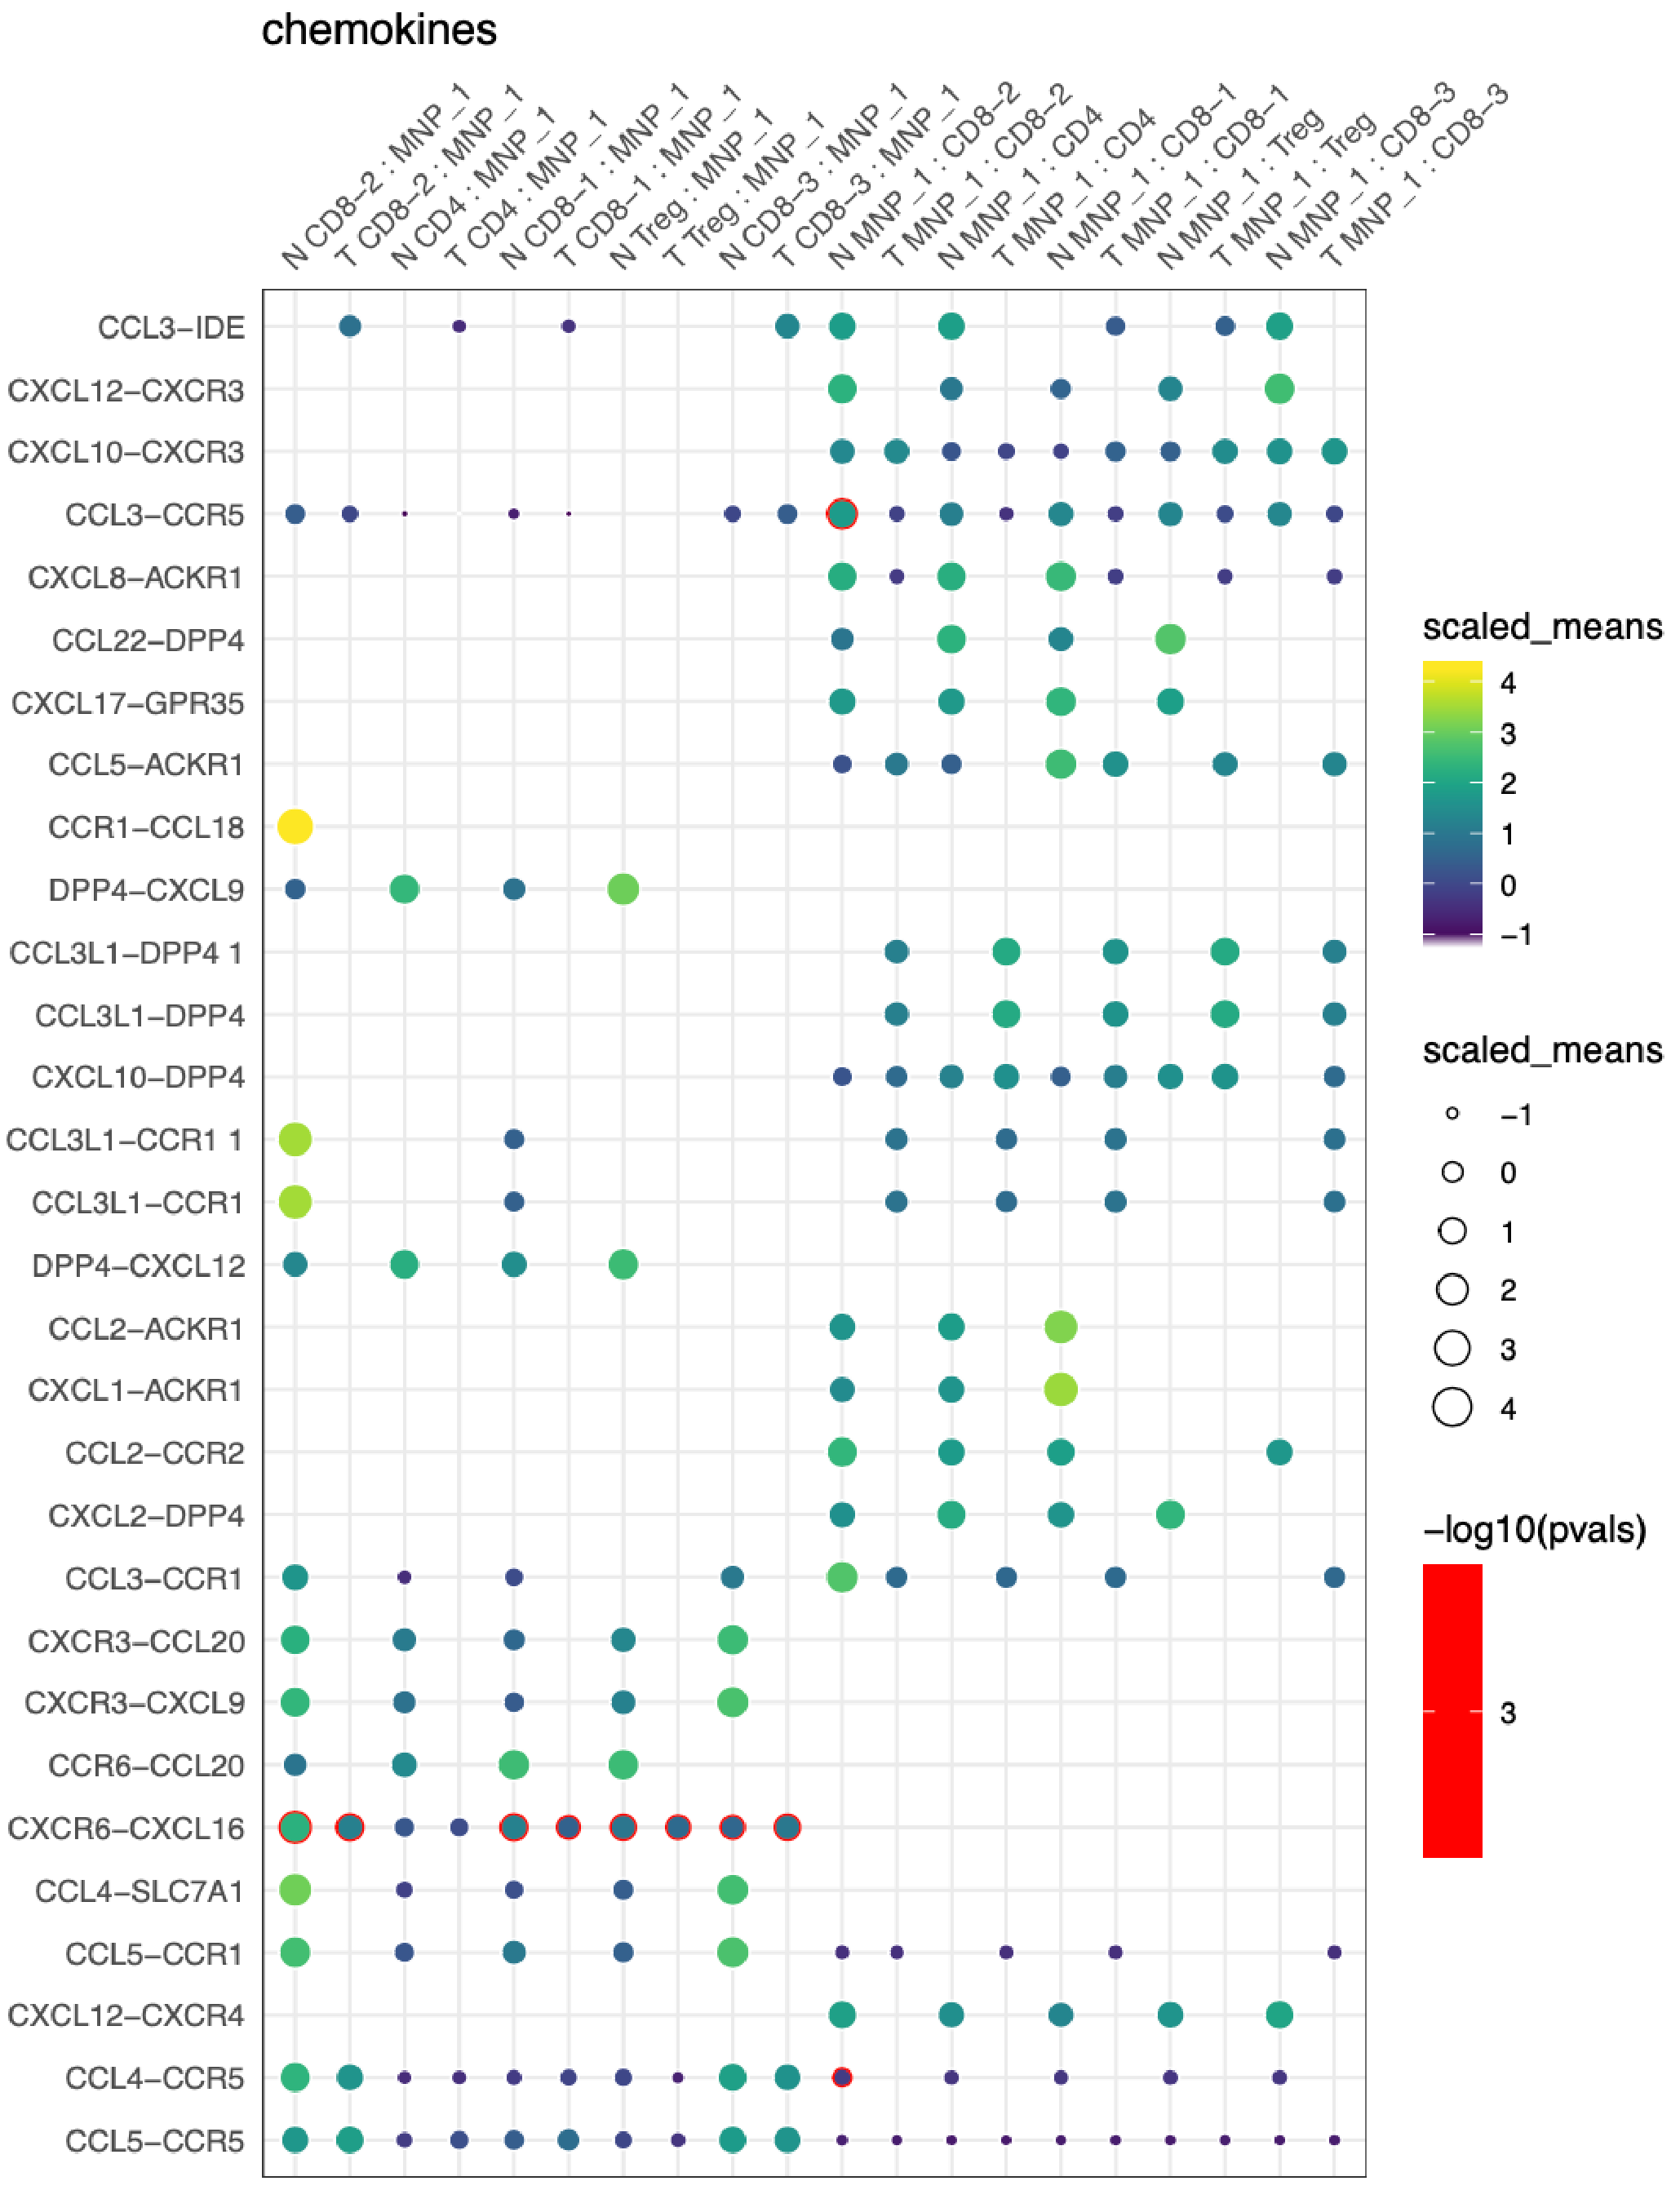 chemokines
N CD8−2 : MNP_1
T CD8−2 : MNP_1
N CD4 : MNP_1
T CD4 : MNP_1
N CD8−1 : MNP_1
T CD8−1 : MNP_1
N Treg : MNP_1
T Treg : MNP_1
N CD8−3 : MNP_1
T CD8−3 : MNP_1
N MNP_1 : CD8−2
T MNP_1 : CD8−2
N MNP_1 : CD4
T MNP_1 : CD4
N MNP_1 : CD8−1
T MNP_1 : CD8−1
N MNP_1 : Treg
T MNP_1 : Treg
N MNP_1 : CD8−3
T MNP_1 : CD8−3
CCL3−IDE
CXCL12−CXCR3
CXCL10−CXCR3
CCL3−CCR5
CXCL8−ACKR1
CCL22−DPP4
CXCL17−GPR35
CCL5−ACKR1
CCR1−CCL18
DPP4−CXCL9
CCL3L1−DPP4 1
CCL3L1−DPP4
CXCL10−DPP4
CCL3L1−CCR1 1
CCL3L1−CCR1
DPP4−CXCL12
CCL2−ACKR1
CXCL1−ACKR1
CCL2−CCR2
CXCL2−DPP4
CCL3−CCR1
CXCR3−CCL20
CXCR3−CXCL9
CCR6−CCL20
CXCR6−CXCL16
CCL4−SLC7A1
CCL5−CCR1
CXCL12−CXCR4
CCL4−CCR5
CCL5−CCR5
scaled_means
4
3
2
1
0
−1
scaled_means
−1
0
1
2
3
4
−log10(pvals)
3